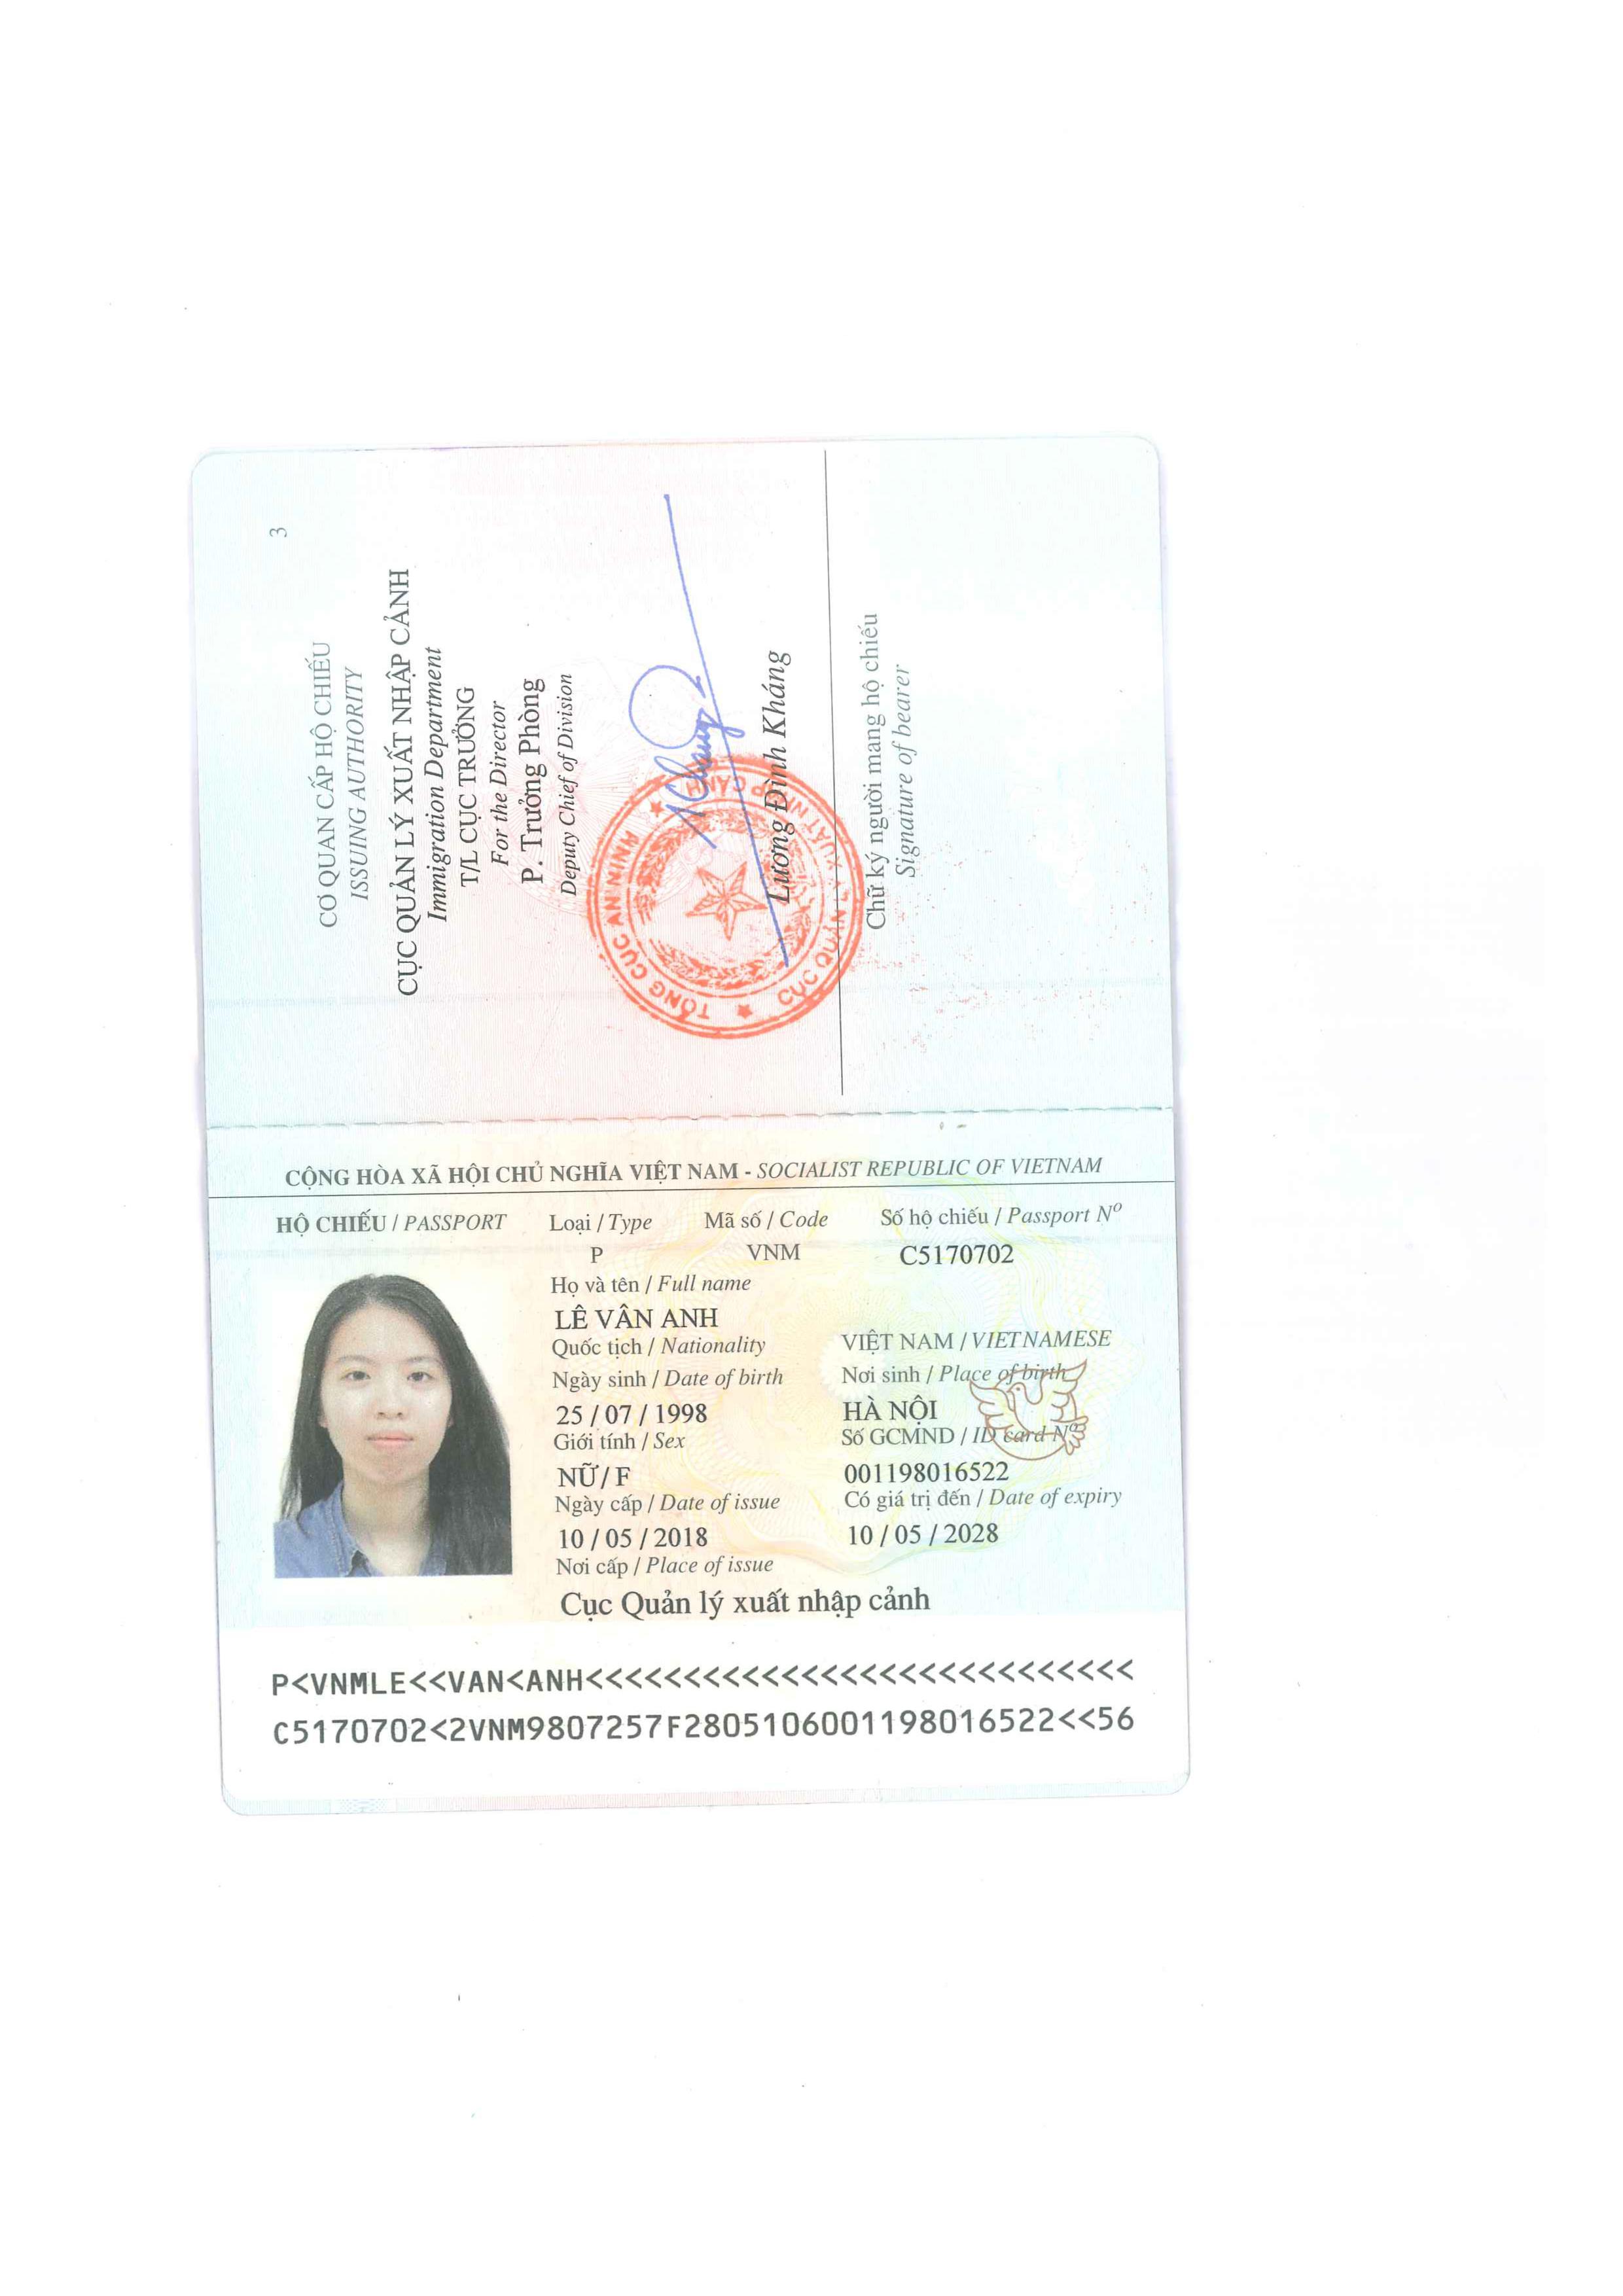 3
CƠ QUAN CẤP HỘ CHIẾU
ISSUING AUTHORITY
CỤC QUẢN LÝ XUẤT NHẬP CẢNH
Immigration Department
T/L CỤC TRƯỞNG
For the Director
P. Trưởng Phòng
Deputy Chief of Division
TỔNG CỤC AN NINH
CỤC QUẢN LÝ XUẤT NHẬP CẢNH
Lương Đình Kháng
Chữ ký người mang hộ chiếu
Signature of bearer
CỘNG HÒA XÃ HỘI CHỦ NGHĨA VIỆT NAM - SOCIALIST REPUBLIC OF VIETNAM
HỘ CHIẾU / PASSPORT Loại / Type Mã số / Code Số hộ chiếu / Passport Nº
P VNM C5170702
Họ và tên / Full name
LÊ VÂN ANH
Quốc tịch / Nationality VIỆT NAM / VIETNAMESE
Ngày sinh / Date of birth Nơi sinh / Place of birth
25 / 07 / 1998 HÀ NỘI
Giới tính / Sex Số GCMND / ID card Nº
NỮ / F 001198016522
Ngày cấp / Date of issue Có giá trị đến / Date of expiry
10 / 05 / 2018 10 / 05 / 2028
Nơi cấp / Place of issue
Cục Quản lý xuất nhập cảnh
P<VNMLE<<VAN<ANH<<<<<<<<<<<<<<<<<<<<<<<<<<<<
C5170702<2VNM9807257F2805106001198016522<<56